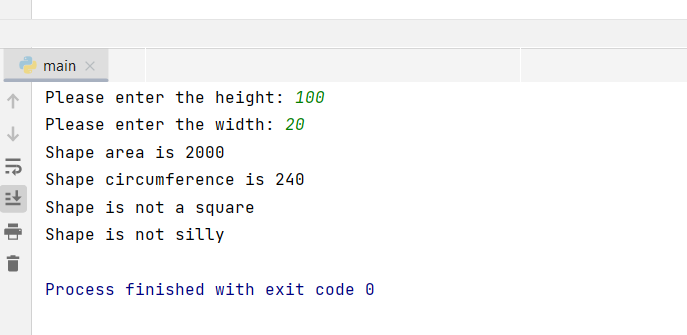 main
Please enter the height: 100
Please enter the width: 20
Shape area is 2000
Shape circumference is 240
Shape is not a square
Shape is not silly
Process finished with exit code 0